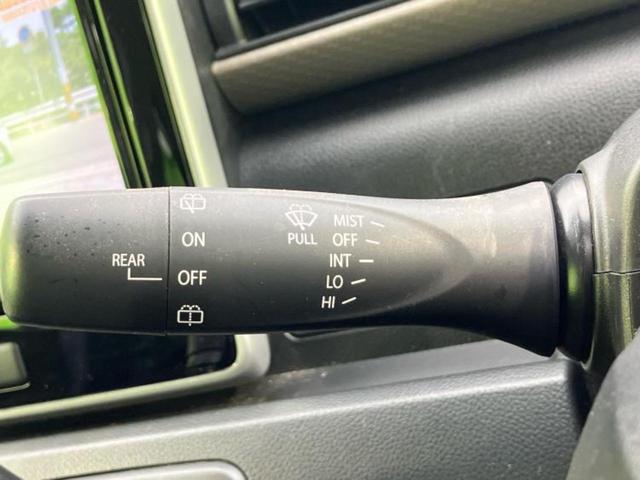 REAR
ON
OFF
PULL
MIST
OFF
INT
LO
HI